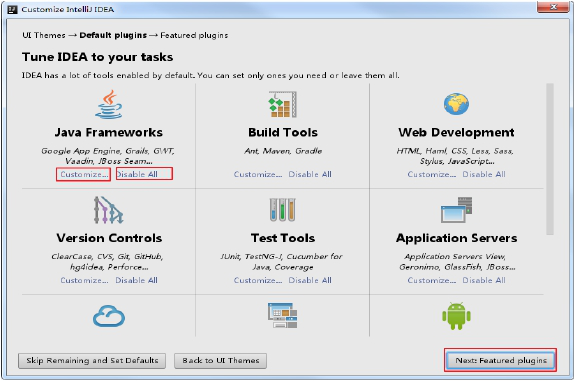 Customize IntelliJ IDEA
UI Themes → Default plugins → Featured plugins
Tune IDEA to your tasks
IDEA has a lot of tools enabled by default. You can set only ones you need or leave them all.
Java Frameworks
Google App Engine, Grails, GWT,
Vaadin, JBoss Seam...
Customize... Disable All
Build Tools
Ant, Maven, Gradle
Customize... Disable All
Web Development
HTML, Haml, CSS, Less, Sass,
Stylus, JavaScript...
Customize... Disable All
Version Controls
ClearCase, CVS, Git, GitHub,
hg4idea, Perforce...
Customize... Disable All
Test Tools
JUnit, TestNG-J, Cucumber for
Java, Coverage
Customize... Disable All
Application Servers
Application Servers View,
Geronimo, GlassFish, JBoss...
Customize... Disable All
Skip Remaining and Set Defaults
Back to UI Themes
Next: Featured plugins